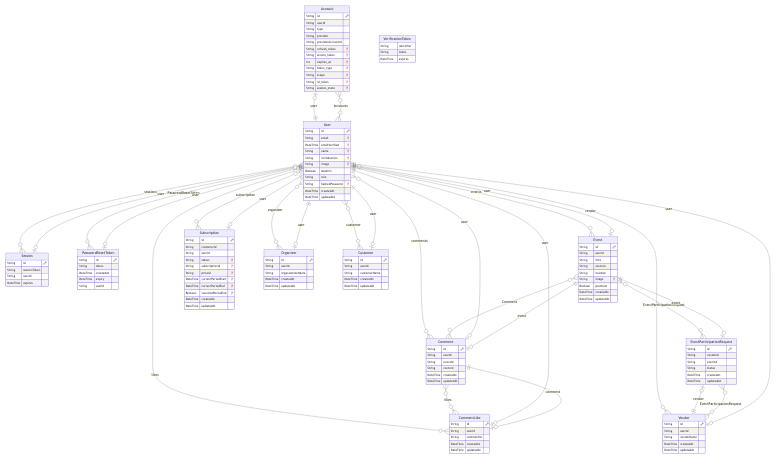 Account
String id
String userId
String type
String provider
String providerAccountId
String refresh_token ?
String access_token ?
Int expires_at ?
String token_type ?
String scope ?
String id_token ?
String session_state ?
VerificationToken
String identifier
String token
DateTime expires
user
accounts
User
String id
String email ?
DateTime emailVerified ?
String name ?
String introduction ?
String image ?
Boolean
String role
String hashedPassword ?
DateTime createdAt
DateTime updatedAt
sessions
user
PasswordResetToken
user
subscription
user
organizer
user
customer
user
comments
user
user
events
user
vendor
user
user
likes
Session
String id
String sessionToken
String userId
DateTime expires
PasswordResetToken
String id
String token
DateTime createdAt
DateTime expiry
String userId
Subscription
String id
String customerId
String userId
String status ?
String subscriptionId ?
String priceId ?
DateTime currentPeriodStart ?
DateTime currentPeriodEnd ?
Boolean cancelAtPeriodEnd ?
DateTime createdAt
DateTime updatedAt
Organizer
String id
String userId
String organizationName
DateTime createdAt
DateTime updatedAt
Customer
String id
String userId
String customerName
DateTime createdAt
DateTime updatedAt
Event
String id
String userId
String title
String content
String location
String image ?
Boolean
DateTime createdAt
DateTime updatedAt
Comment
event
EventParticipationRequest
event
Comment
String id
String userId
String eventId
String content
DateTime createdAt
DateTime updatedAt
likes
comment
EventParticipationRequest
String id
String vendorId
String eventId
String status
DateTime createdAt
DateTime updatedAt
vendor
EventParticipationRequest
CommentLike
String id
String userId
String commentId
DateTime createdAt
DateTime updatedAt
Vendor
String id
String userId
String vendorName
DateTime createdAt
DateTime updatedAt